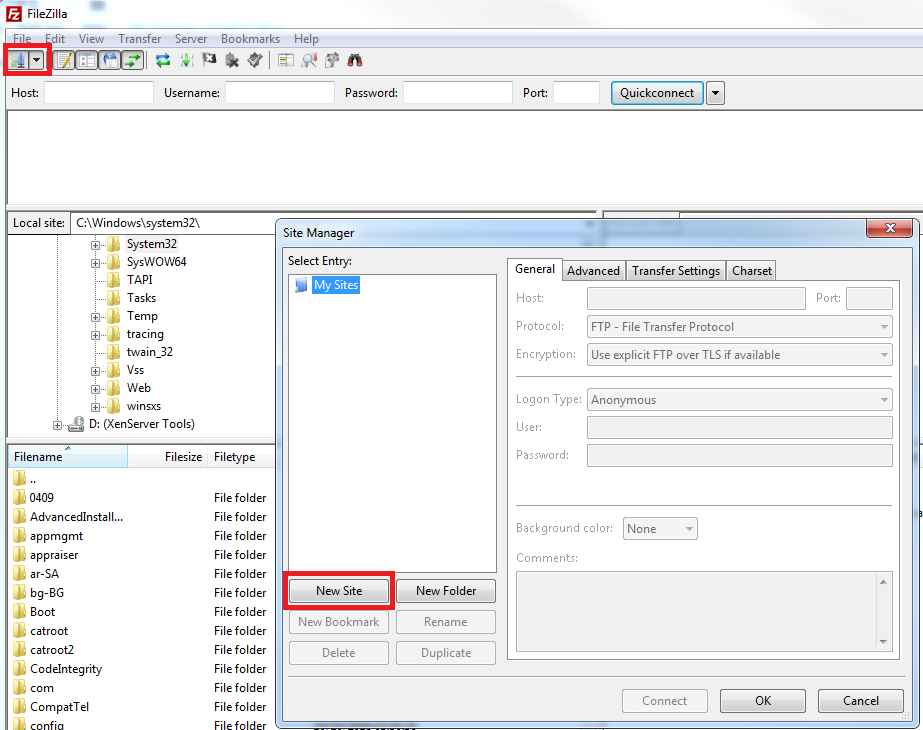 FileZilla
File Edit View Transfer Server Bookmarks Help
Host: Username: Password: Port: Quickconnect
Local site: C:\Windows\system32\
System32
SysWOW64
TAPI
Tasks
Temp
tracing
twain_32
Vss
Web
winsxs
D: (XenServer Tools)
Filename Filesize Filetype
..
0409 File folder
AdvancedInstall... File folder
appmgmt File folder
appraiser File folder
ar-SA File folder
bg-BG File folder
Boot File folder
catroot File folder
catroot2 File folder
CodeIntegrity File folder
com File folder
CompatTel File folder
config File folder
Site Manager
Select Entry:
My Sites
New Site New Folder
New Bookmark Rename
Delete Duplicate
General Advanced Transfer Settings Charset
Host: Port:
Protocol: FTP - File Transfer Protocol
Encryption: Use explicit FTP over TLS if available
Logon Type: Anonymous
User:
Password:
Background color: None
Comments:
Connect OK Cancel